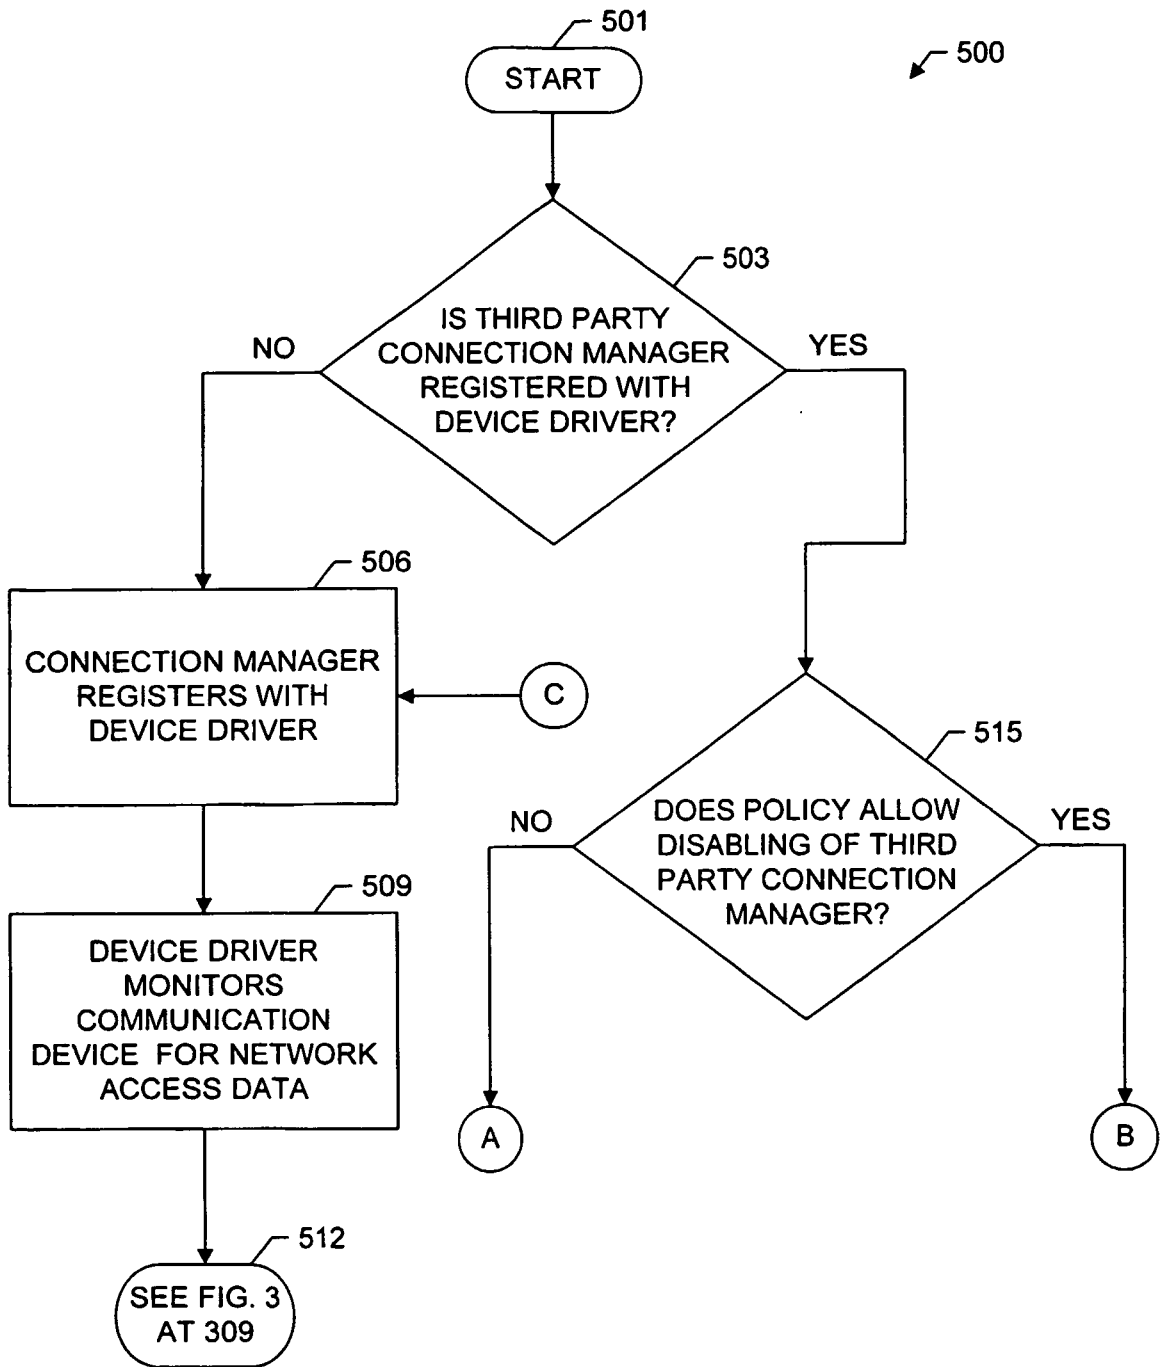 501
500
START
503
IS THIRD PARTY
CONNECTION MANAGER
REGISTERED WITH
DEVICE DRIVER?
NO
YES
506
CONNECTION MANAGER
REGISTERS WITH
DEVICE DRIVER
C
515
DOES POLICY ALLOW
DISABLING OF THIRD
PARTY CONNECTION
MANAGER?
NO
YES
509
DEVICE DRIVER
MONITORS
COMMUNICATION
DEVICE FOR NETWORK
ACCESS DATA
A
B
512
SEE FIG. 3
AT 309